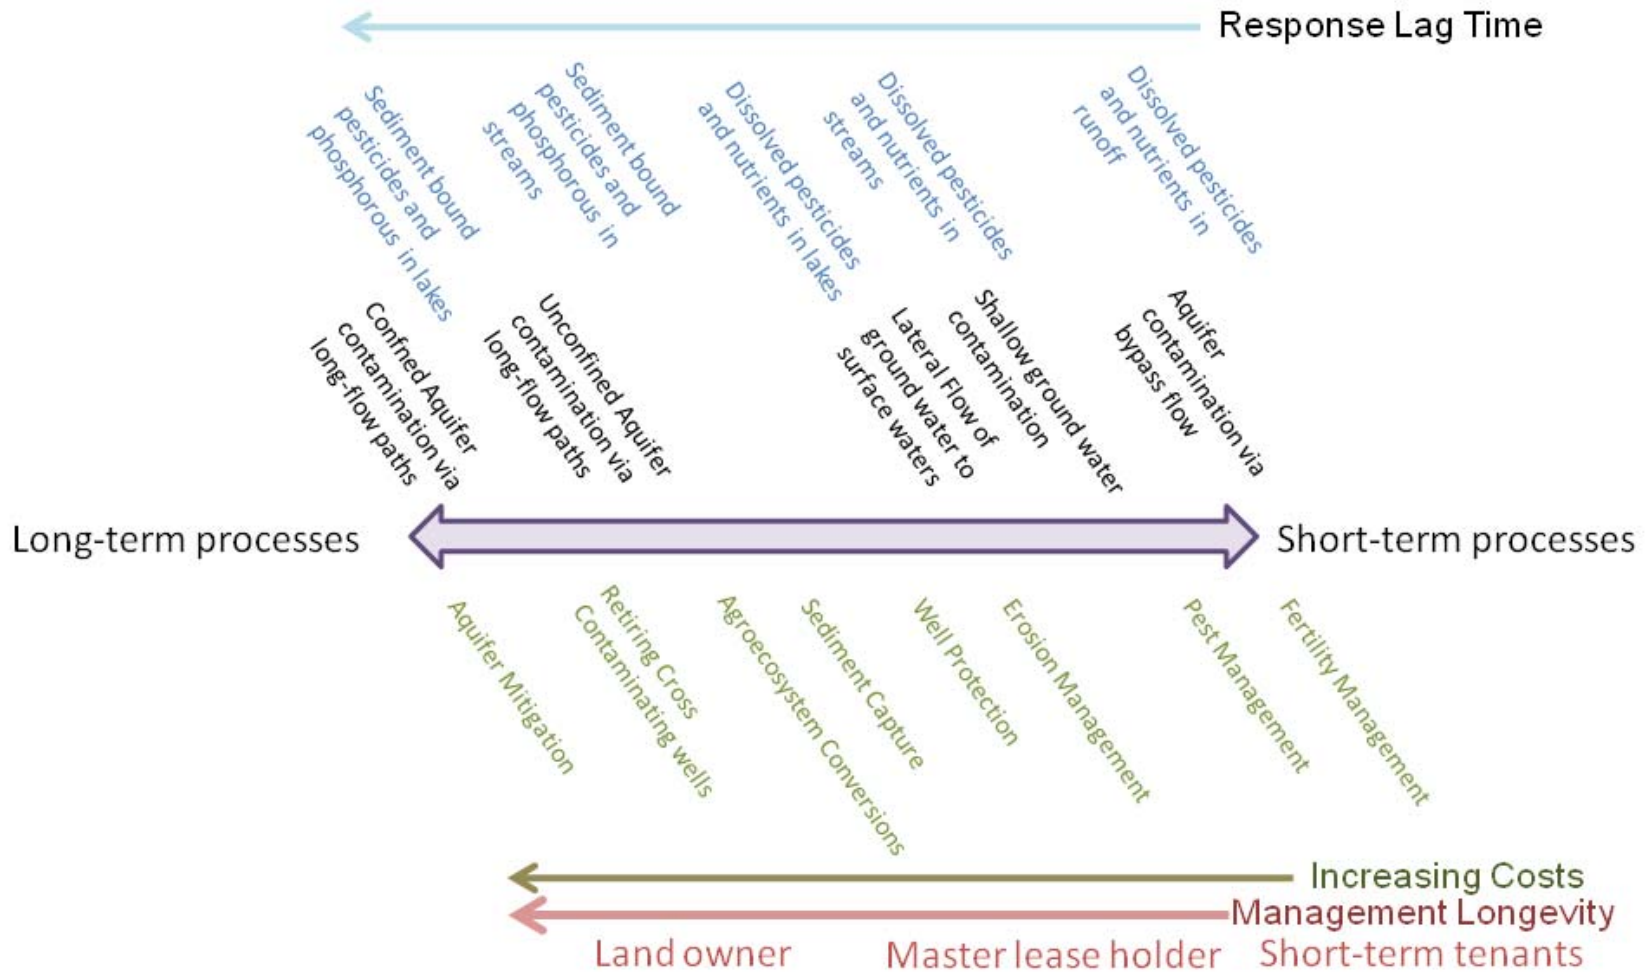 Response Lag Time
Sediment bound
pesticides and
phosphorous in lakes
Sediment bound
pesticides and
phosphorous in
streams
Dissolved pesticides
and nutrients in lakes
Dissolved pesticides
and nutrients in
streams
Dissolved pesticides
and nutrients in
runoff
Confned Aquifer
contamination via
long-flow paths
Unconfined Aquifer
contamination via
long-flow paths
Lateral Flow of
ground water to
surface waters
Shallow ground water
contamination
Aquifer
contamination via
bypass flow
Long-term processes
Short-term processes
Aquifer Mitigation
Retiring Cross
Contaminating wells
Agroecosystem Conversions
Sediment Capture
Well Protection
Erosion Management
Pest Management
Fertility Management
Increasing Costs
Management Longevity
Land owner
Master lease holder
Short-term tenants